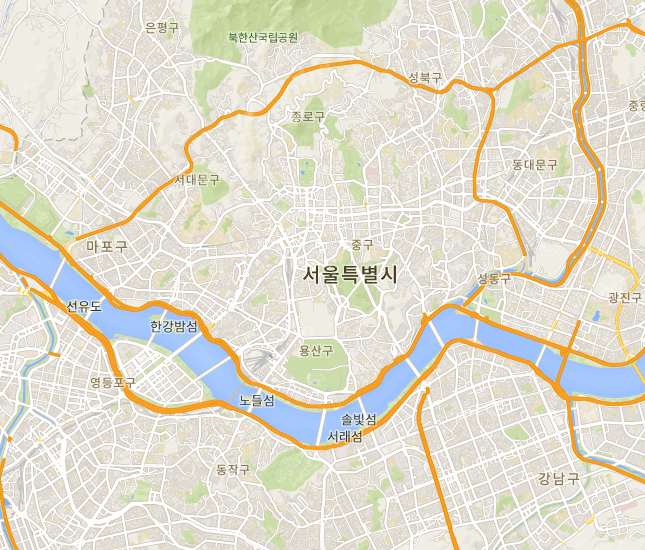 은평구
북한산국립공원
성북구
종로구
동대문구
서대문구
마포구
중구
서울특별시
성동구
광진구
선유도
한강밤섬
용산구
영등포구
노들섬
솔빛섬
서래섬
동작구
강남구